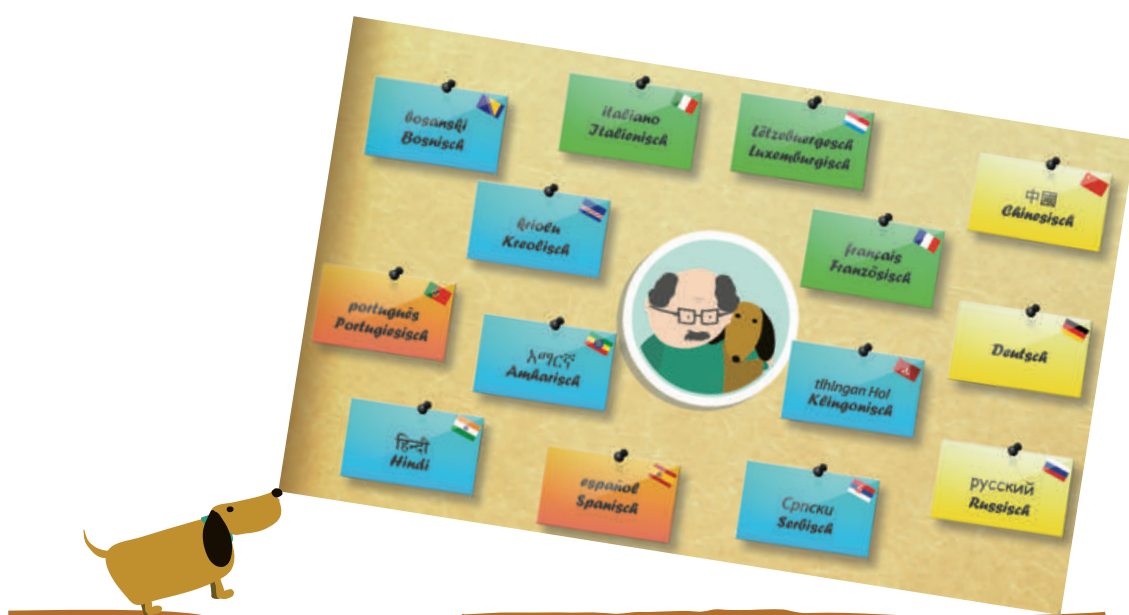 bosanski
Bosnisch
italiano
Italienisch
Lëtzebuergesch
Luxemburgisch
中國
Chinesisch
kriolu
Kreolisch
français
Französisch
português
Portugiesisch
አማርኛ
Amharisch
Deutsch
tlhIngan Hol
Klingonisch
हिन्दी
Hindi
español
Spanisch
Српски
Serbisch
русский
Russisch